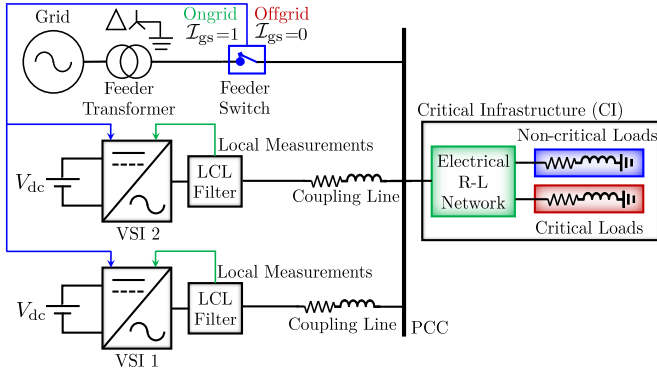 Grid
Ongrid Offgrid
𝓘gs=1 𝓘gs=0
Feeder
Transformer
Feeder
Switch
Critical Infrastructure (CI)
Non-critical Loads
Local Measurements
Electrical
R-L
Network
Vdc
LCL
Filter
Coupling Line
VSI 2
Critical Loads
Local Measurements
Vdc
LCL
Filter
Coupling Line
PCC
VSI 1